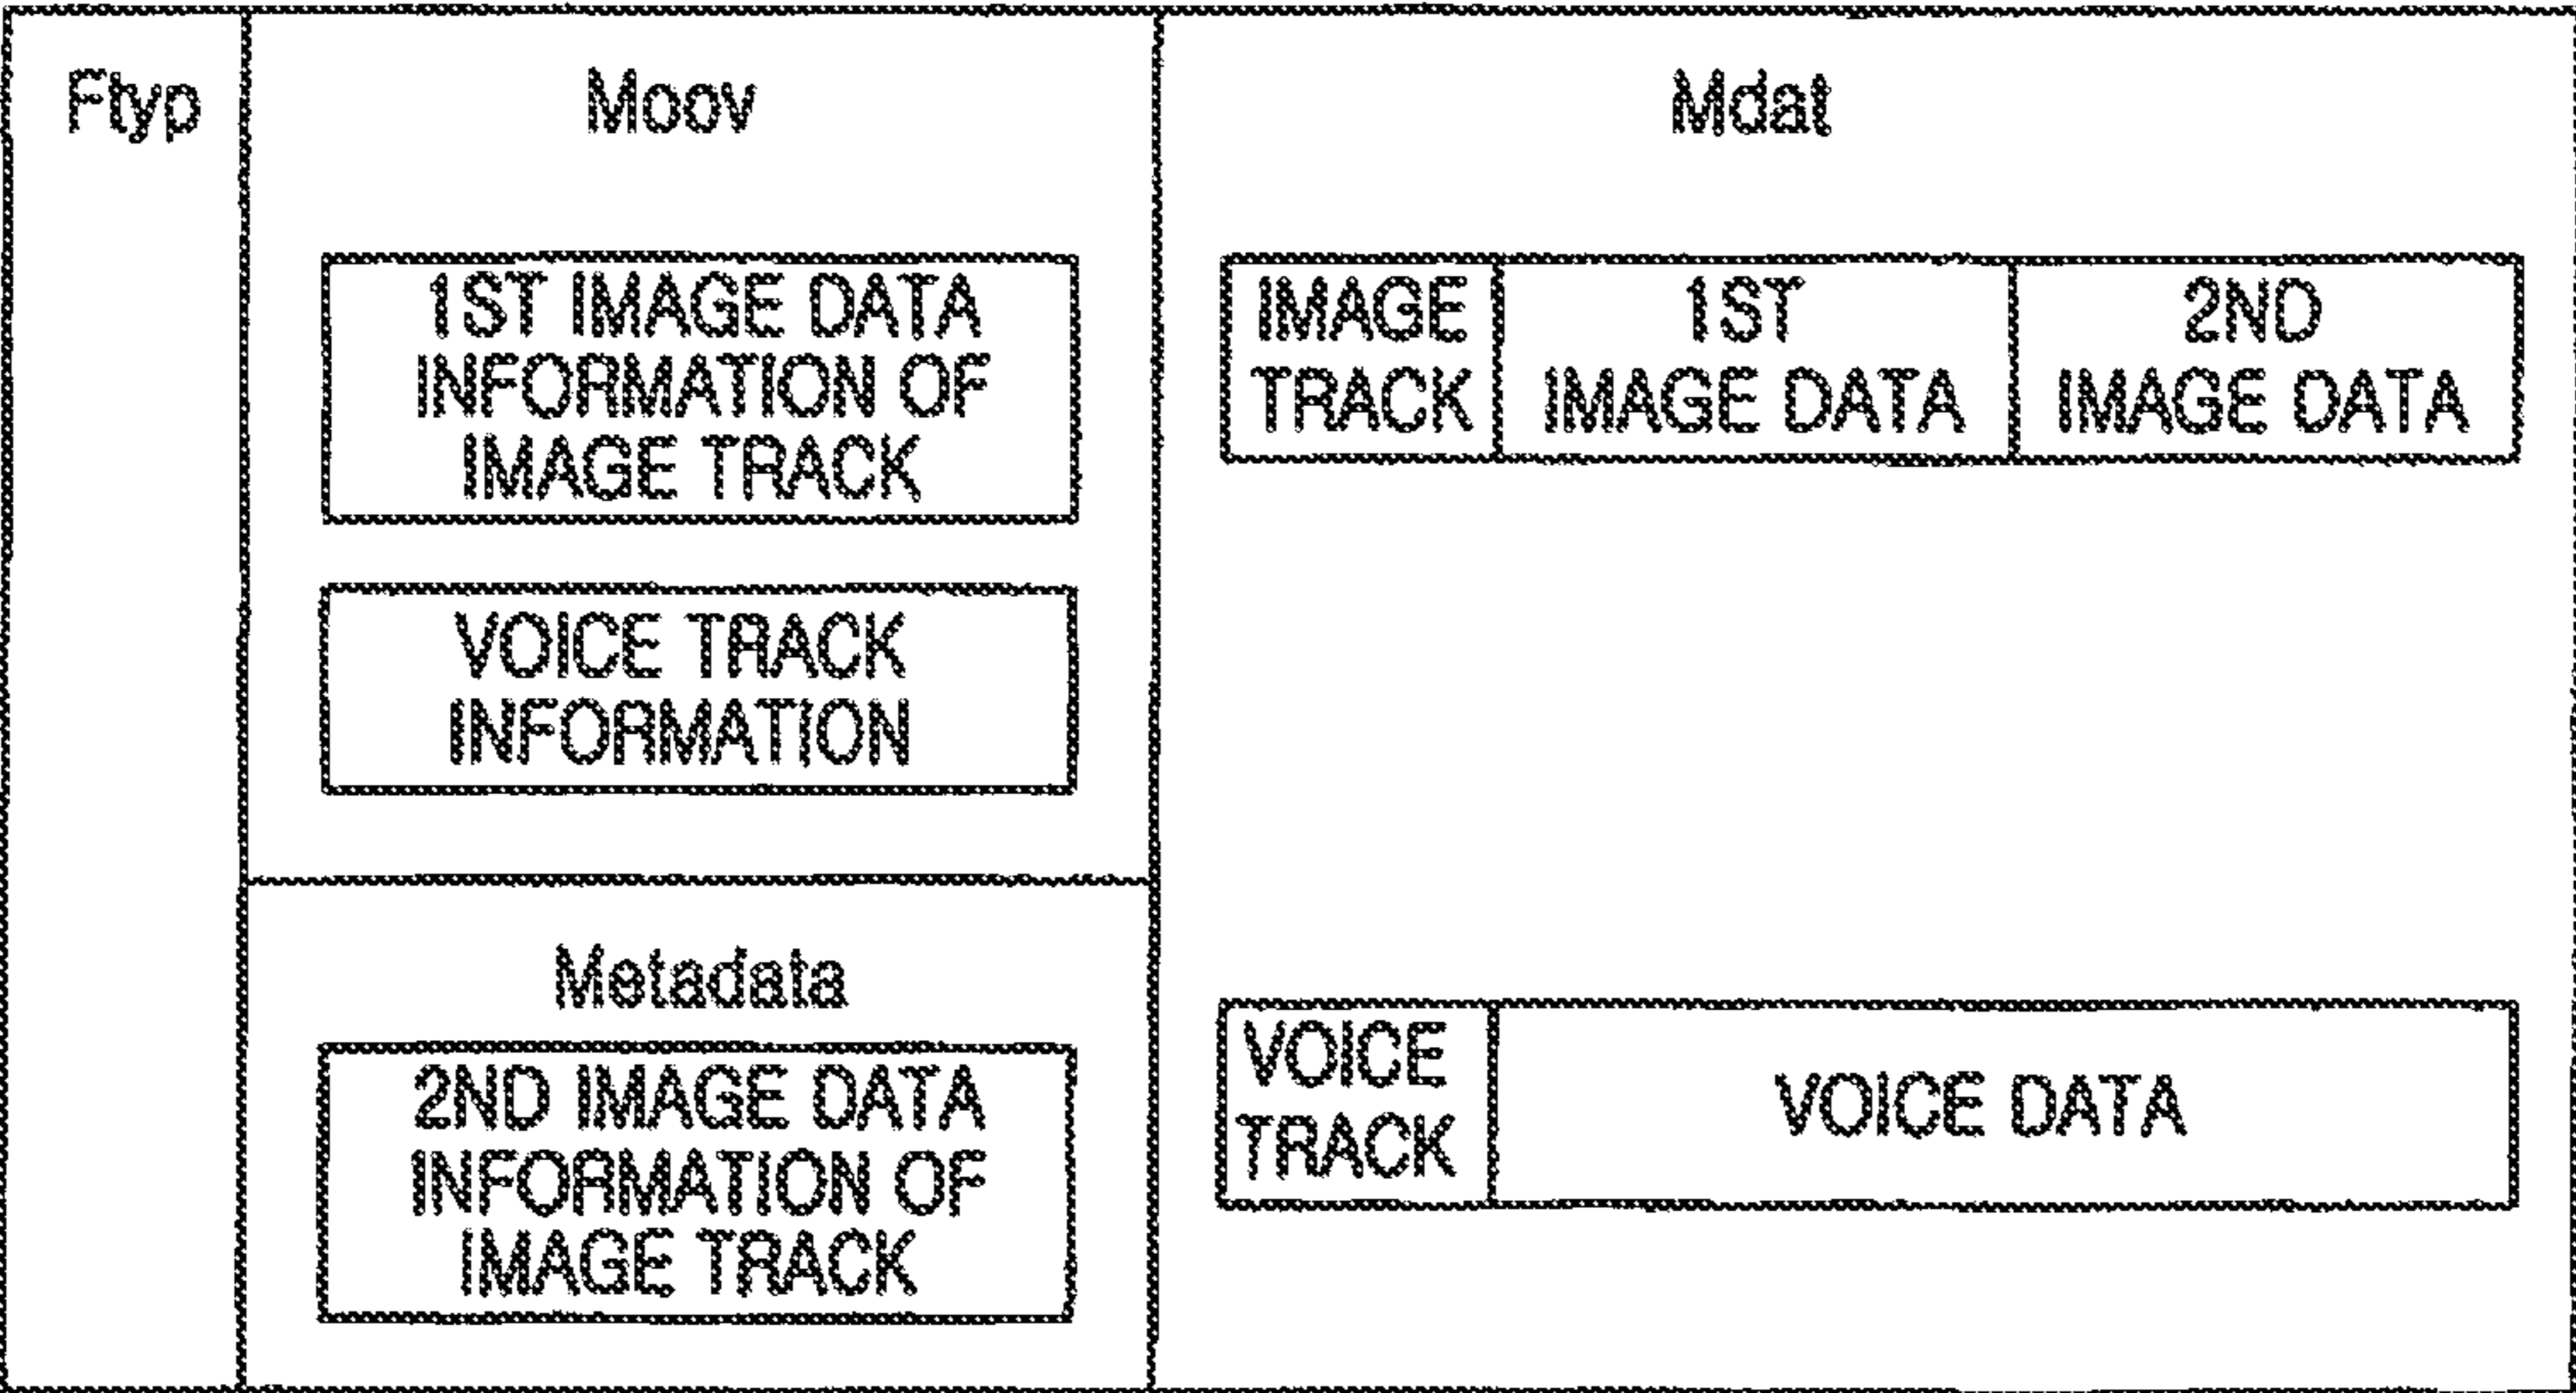 Ftyp
Moov
1ST IMAGE DATA
INFORMATION OF
IMAGE TRACK
VOICE TRACK
INFORMATION
Metadata
2ND IMAGE DATA
INFORMATION OF
IMAGE TRACK
Mdat
IMAGE
TRACK
1ST
IMAGE DATA
2ND
IMAGE DATA
VOICE
TRACK
VOICE DATA